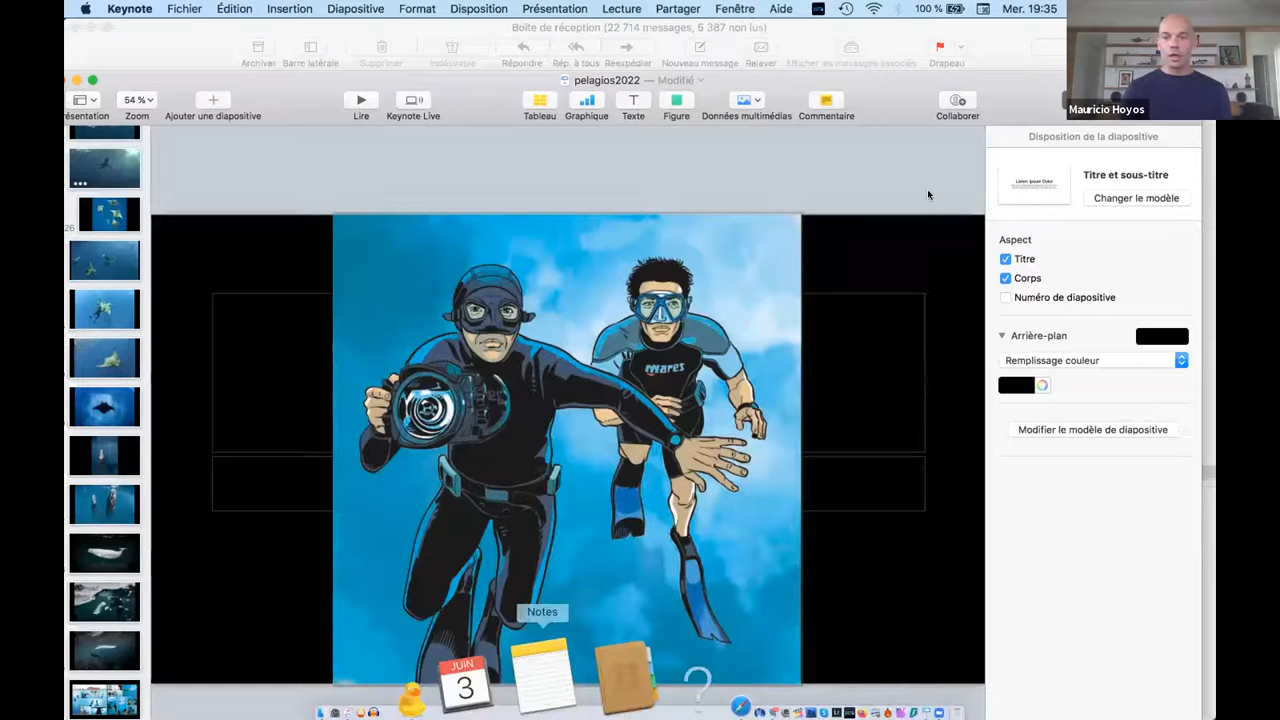 Keynote Fichier Édition Insertion Diapositive Format Disposition Présentation Lecture Partager Fenêtre Aide 100 % Mer. 19:35
Boîte de réception (22 714 messages, 5 387 non lus)
Archiver Barre latérale Supprimer Indésirable Répondre Rép. à tous Réexpédier Nouveau message Relever Afficher les messages associés Drapeau
pelagios2022 — Modifié
54 %
ésentation Zoom Ajouter une diapositive Lire Keynote Live Tableau Graphique Texte Figure Données multimédias Commentaire Collaborer
Mauricio Hoyos
Disposition de la diapositive
Titre et sous-titre
Changer le modèle
Aspect
Titre
Corps
Numéro de diapositive
Arrière-plan
Remplissage couleur
Modifier le modèle de diapositive
26
mares
Notes
JUIN
3